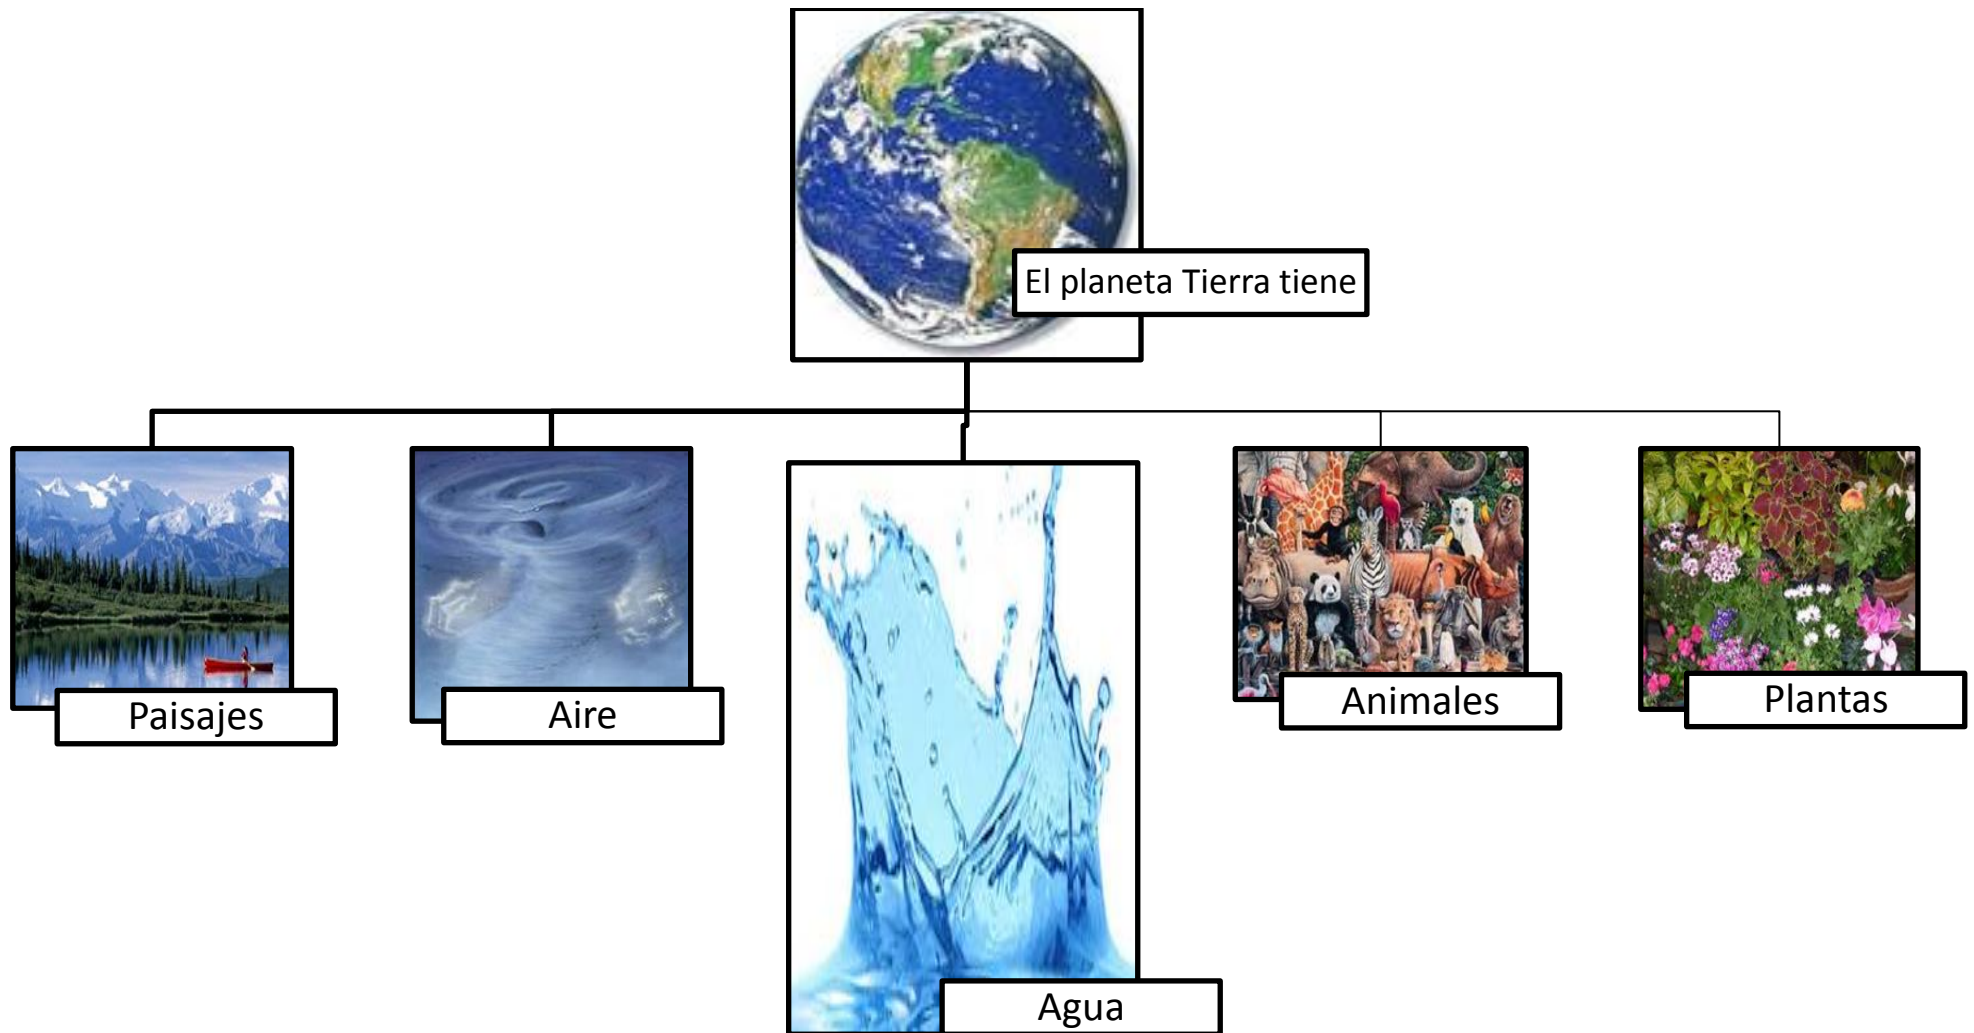 El planeta Tierra tiene
Paisajes
Aire
Agua
Animales
Plantas